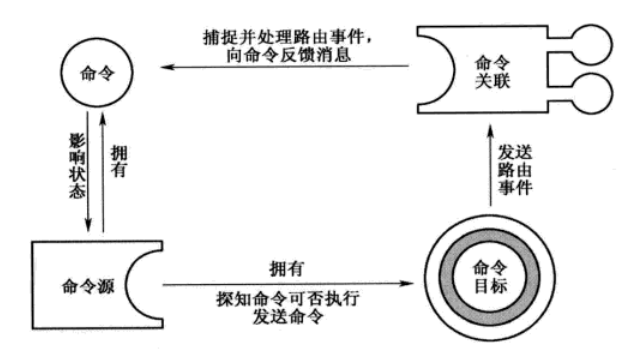 捕捉并处理路由事件，
向命令反馈消息
命令
命令
关联
影响状态
拥有
发送
路由
事件
命令源
拥有
探知命令可否执行
发送命令
命令
目标